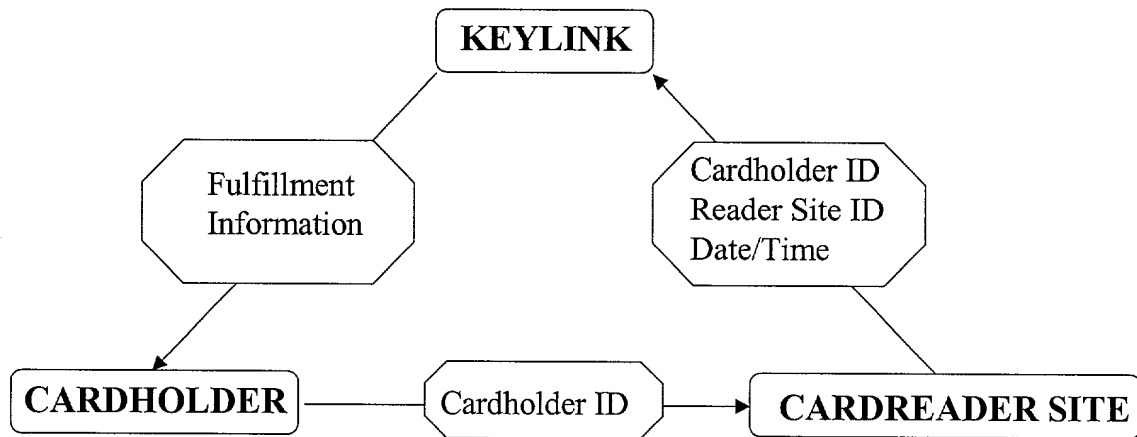 KEYLINK
Fulfillment
Information
Cardholder ID
Reader Site ID
Date/Time
CARDHOLDER
Cardholder ID
CARDREADER SITE